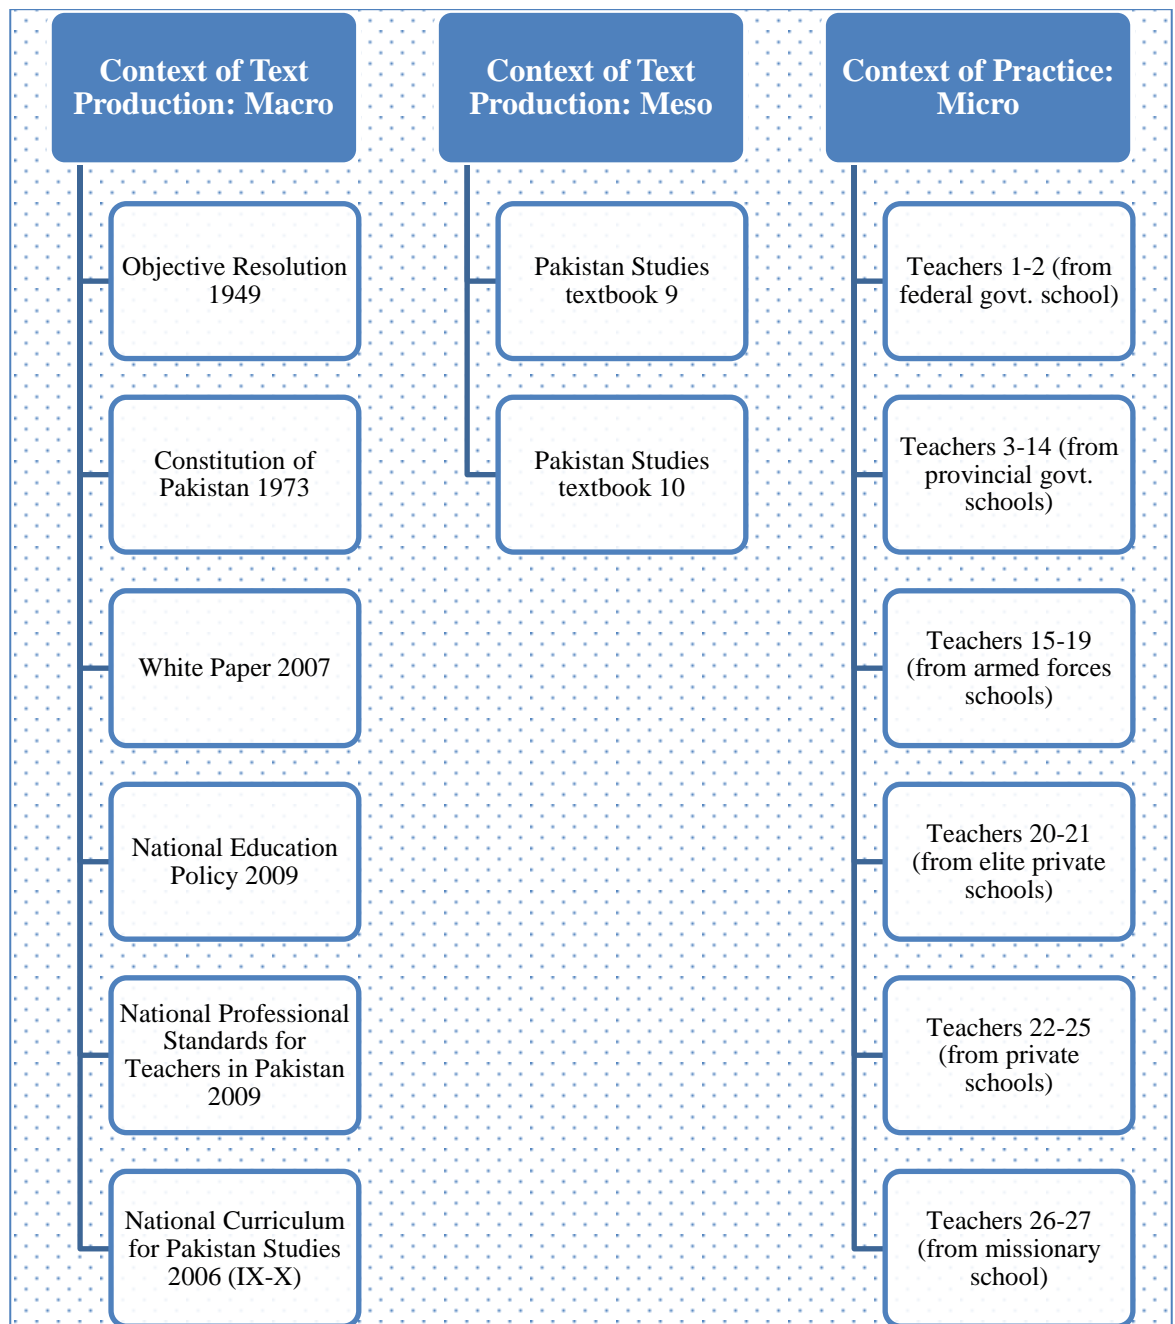 Context of Text
Production: Macro
Objective Resolution
1949
Constitution of
Pakistan 1973
White Paper 2007
National Education
Policy 2009
National Professional
Standards for
Teachers in Pakistan
2009
National Curriculum
for Pakistan Studies
2006 (IX-X)
Context of Text
Production: Meso
Pakistan Studies
textbook 9
Pakistan Studies
textbook 10
Context of Practice:
Micro
Teachers 1-2 (from
federal govt. school)
Teachers 3-14 (from
provincial govt.
schools)
Teachers 15-19
(from armed forces
schools)
Teachers 20-21
(from elite private
schools)
Teachers 22-25
(from private
schools)
Teachers 26-27
(from missionary
school)